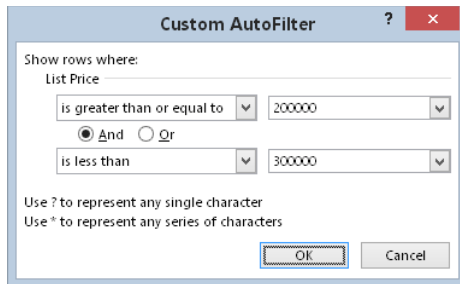 Custom AutoFilter ?
Show rows where:
List Price
is greater than or equal to 200000
And Or
is less than 300000
Use ? to represent any single character
Use * to represent any series of characters
OK Cancel